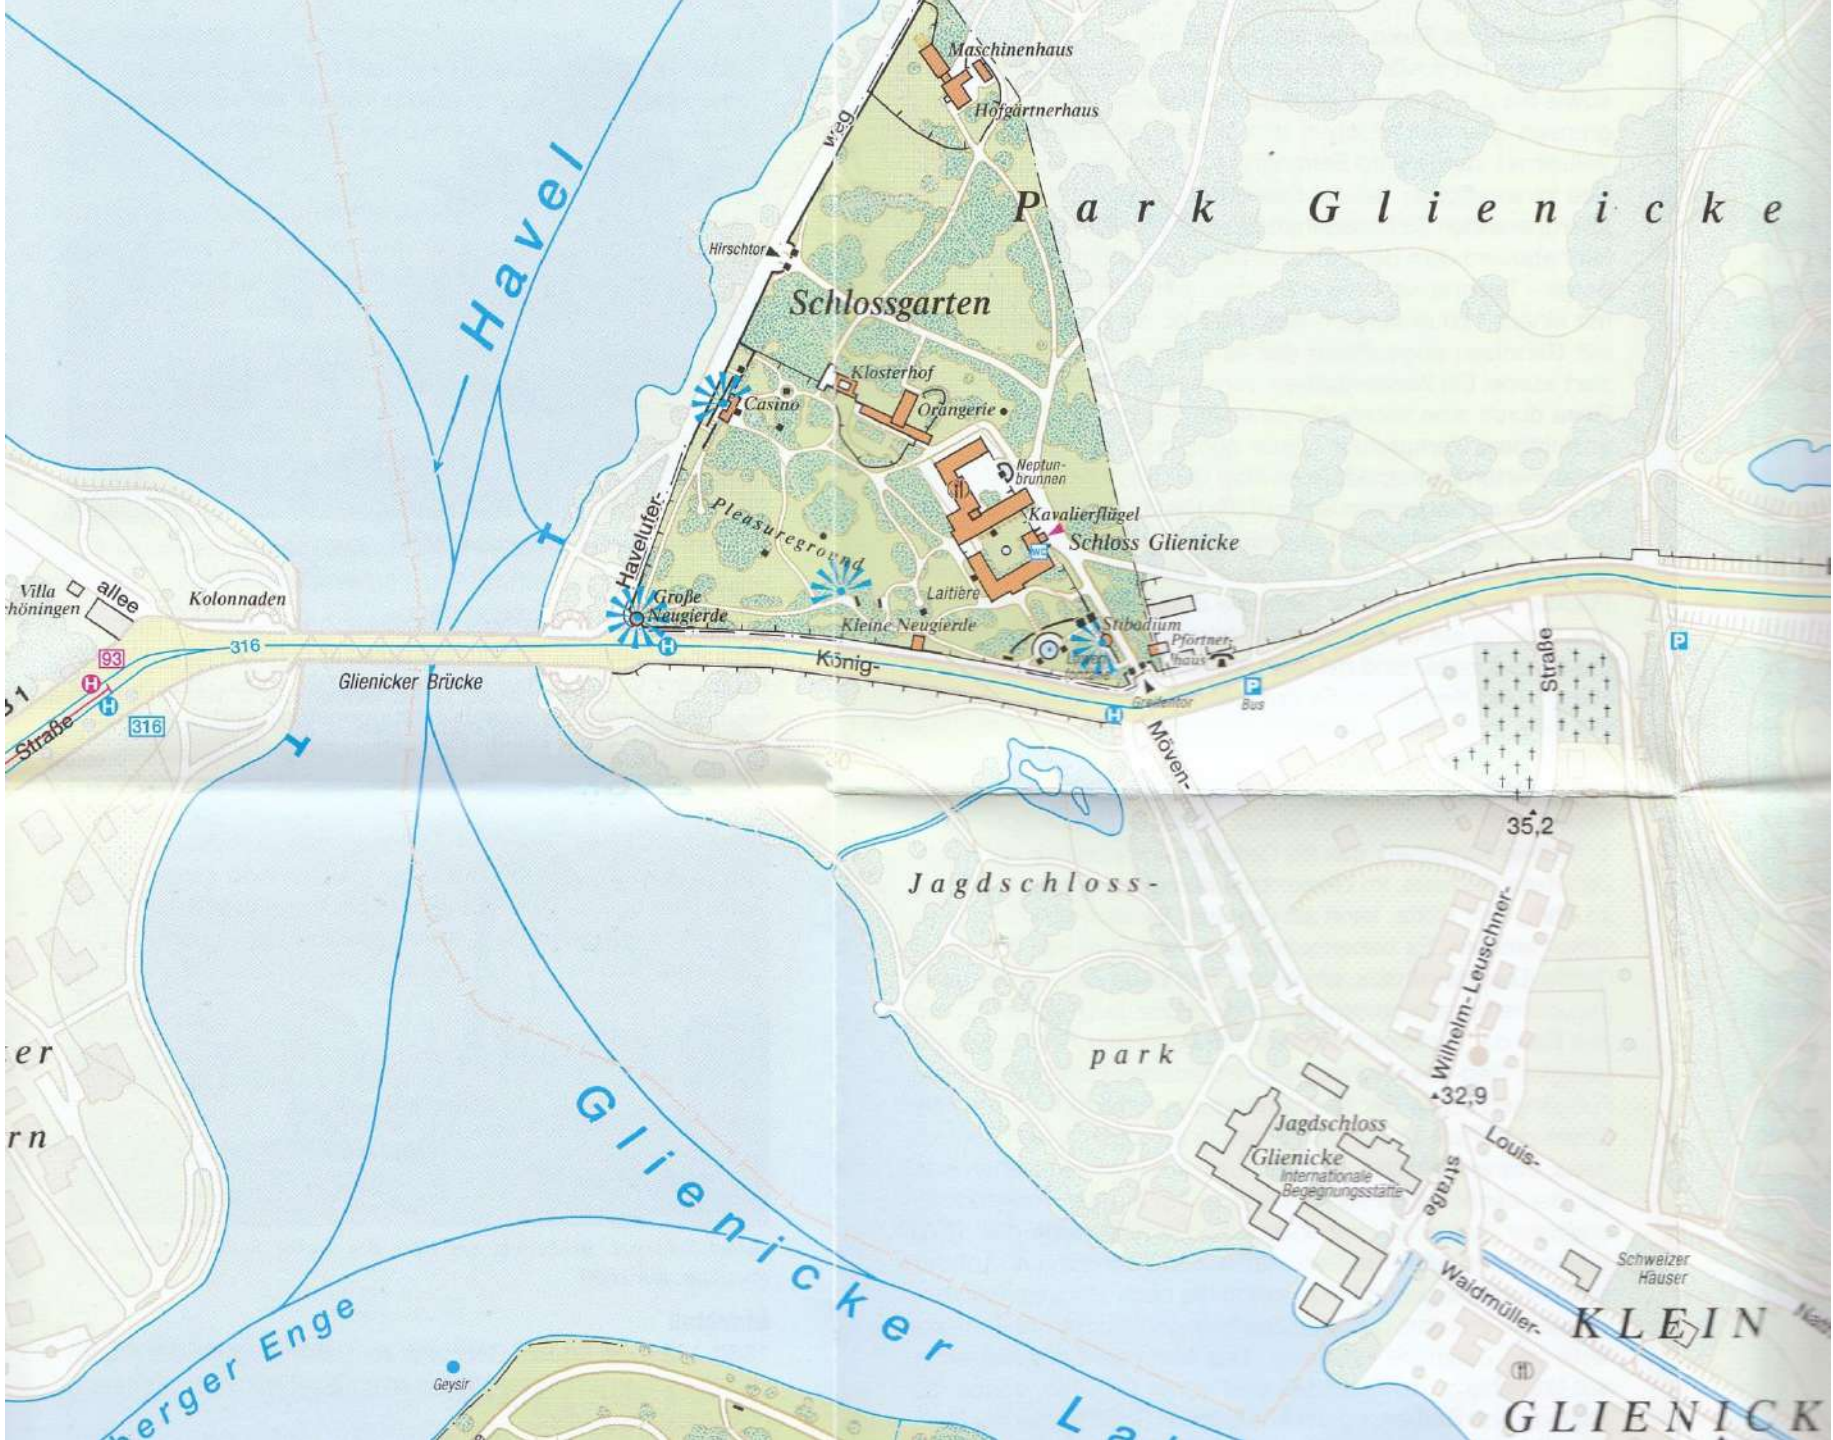 Maschinenhaus
Hofgärtnerhaus
weg
Havel
Park Glienicke
Hirschtor
Schlossgarten
Klosterhof
Casino
Orangerie
Neptun-
brunnen
Pleasureground
Kavalierflügel
Schloss Glienicke
WC
Havelufer-
Laitière
Villa
allee
Kolonnaden
Große
Neugierde
Kleine Neugierde
Stibadium
Pförtner-
haus
316
H
König-
93
H
Glienicker Brücke
H
316
Straße
H
P
Bus
P
Straße
Möven-
35,2
Jagdschloss-
park
Wilhelm-Leuschner-
32,9
Louis-
straße
Jagdschloss
Glienicke
Internationale
Begegnungsstätte
Glienicker
Schweizer
Häuser
Waldmüller-
KLEIN
GLIENICK
Geysir